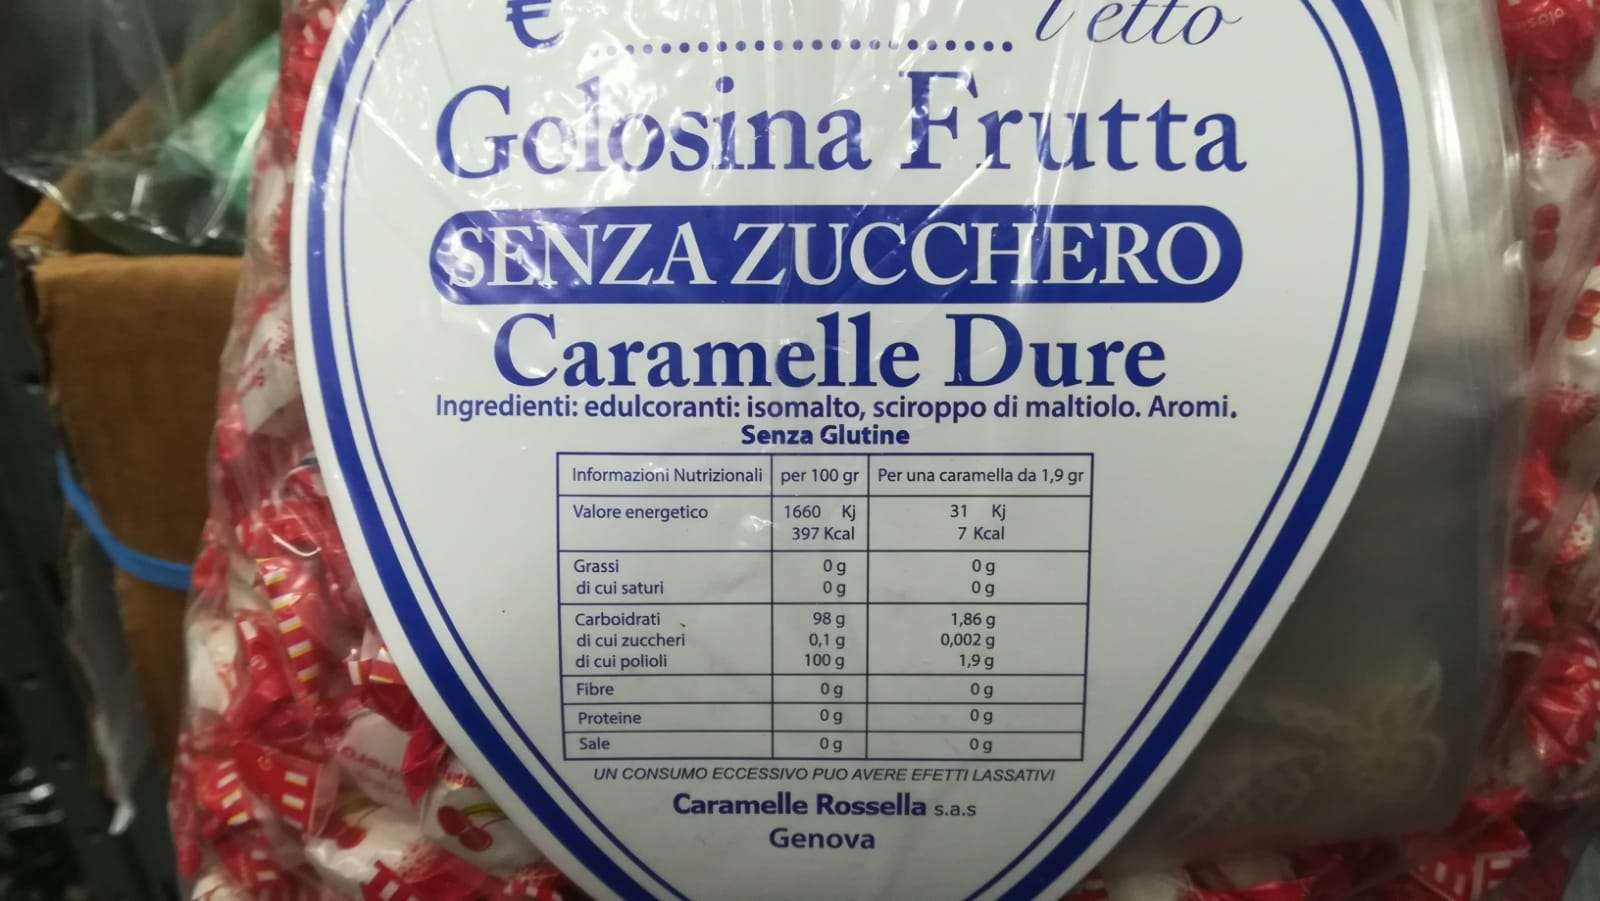 € ........................ l'etto
Golosina Frutta
SENZA ZUCCHERO
Caramelle Dure
Ingredienti: edulcoranti: isomalto, sciroppo di maltiolo. Aromi.
Senza Glutine
Informazioni Nutrizionali per 100 gr Per una caramella da 1,9 gr
Valore energetico 1660 Kj 31 Kj
397 Kcal 7 Kcal
Grassi 0 g 0 g
di cui saturi 0 g 0 g
Carboidrati 98 g 1,86 g
di cui zuccheri 0,1 g 0,002 g
di cui polioli 100 g 1,9 g
Fibre 0 g 0 g
Proteine 0 g 0 g
Sale 0 g 0 g
UN CONSUMO ECCESSIVO PUO AVERE EFETTI LASSATIVI
Caramelle Rossella s.a.s
Genova